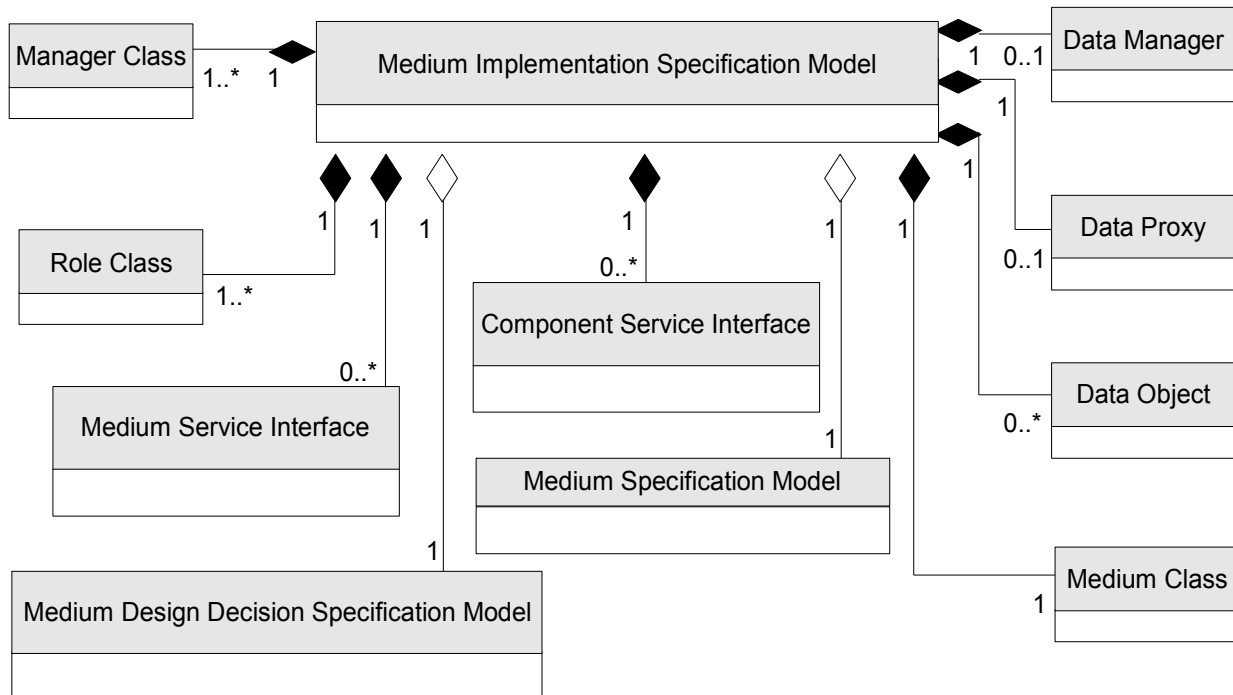 Manager Class
Medium Implementation Specification Model
Data Manager
1..*
1
1
0..1
1
1
Role Class
1..*
1
1
1
1
1
1
Data Proxy
0..1
0..*
Component Service Interface
0..*
Medium Service Interface
Data Object
0..*
1
Medium Specification Model
1
Medium Design Decision Specification Model
Medium Class
1